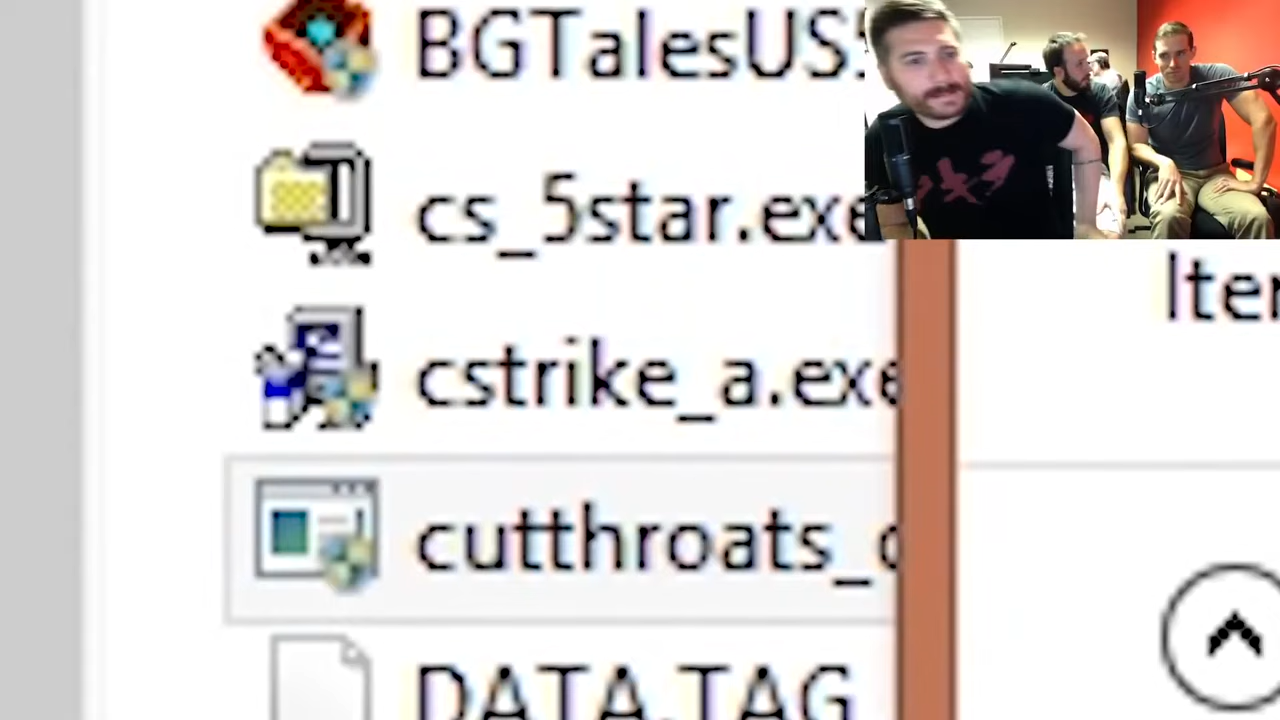 BGTalesUS
cs_5star.exe
cstrike_a.exe
cutthroats_
DATA.TAG
Iter